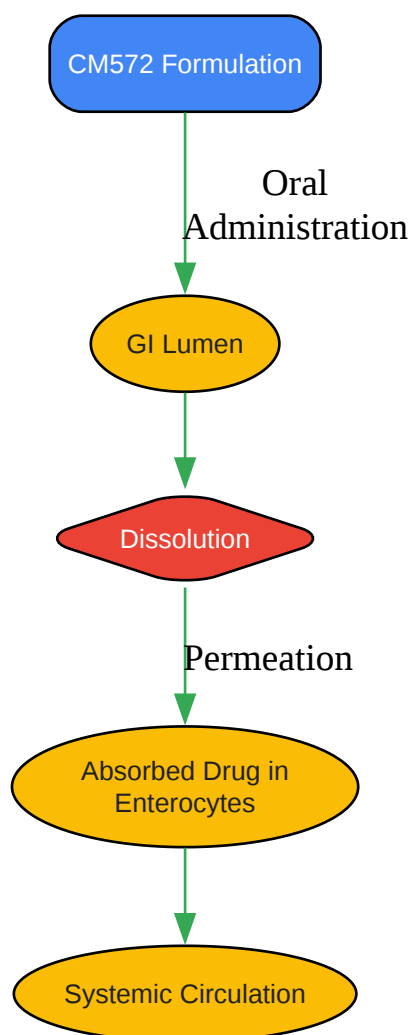 CM572 Formulation
Oral
Administration
GI Lumen
Dissolution
Permeation
Absorbed Drug in
Enterocytes
Systemic Circulation